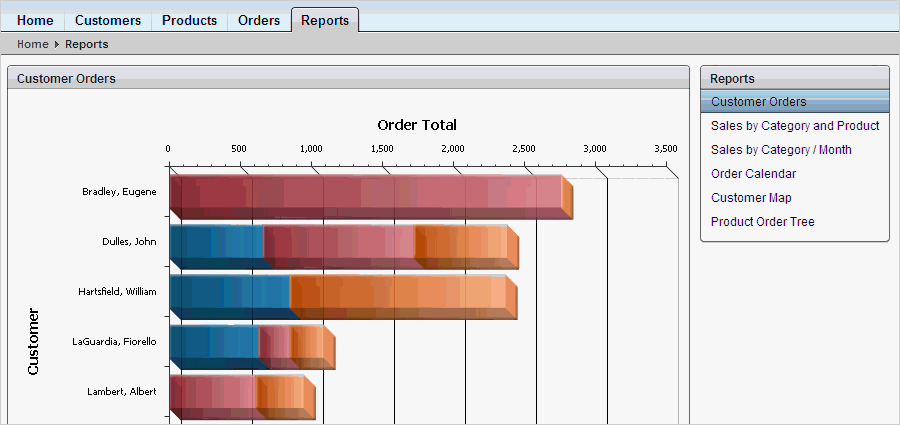 Home Customers Products Orders Reports
Home Reports
Customer Orders
Order Total
0 500 1,000 1,500 2,000 2,500 3,000 3,500
Customer
Bradley, Eugene
Dulles, John
Hartsfield, William
LaGuardia, Fiorello
Lambert, Albert
Reports
Customer Orders
Sales by Category and Product
Sales by Category / Month
Order Calendar
Customer Map
Product Order Tree